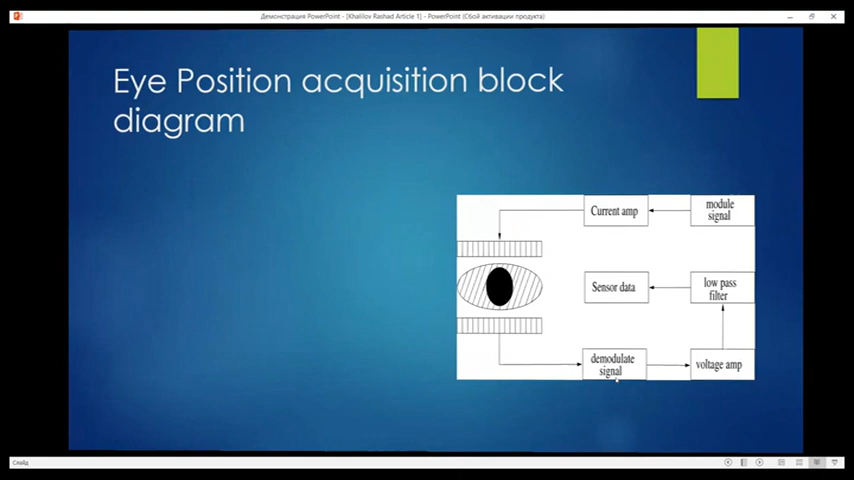 Демонстрация PowerPoint - [Khalilov Rashad Article 1] - PowerPoint (Сбой активации продукта)
Eye Position acquisition block
diagram
Current amp
module
signal
Sensor data
low pass
filter
demodulate
signal
voltage amp
Слайд